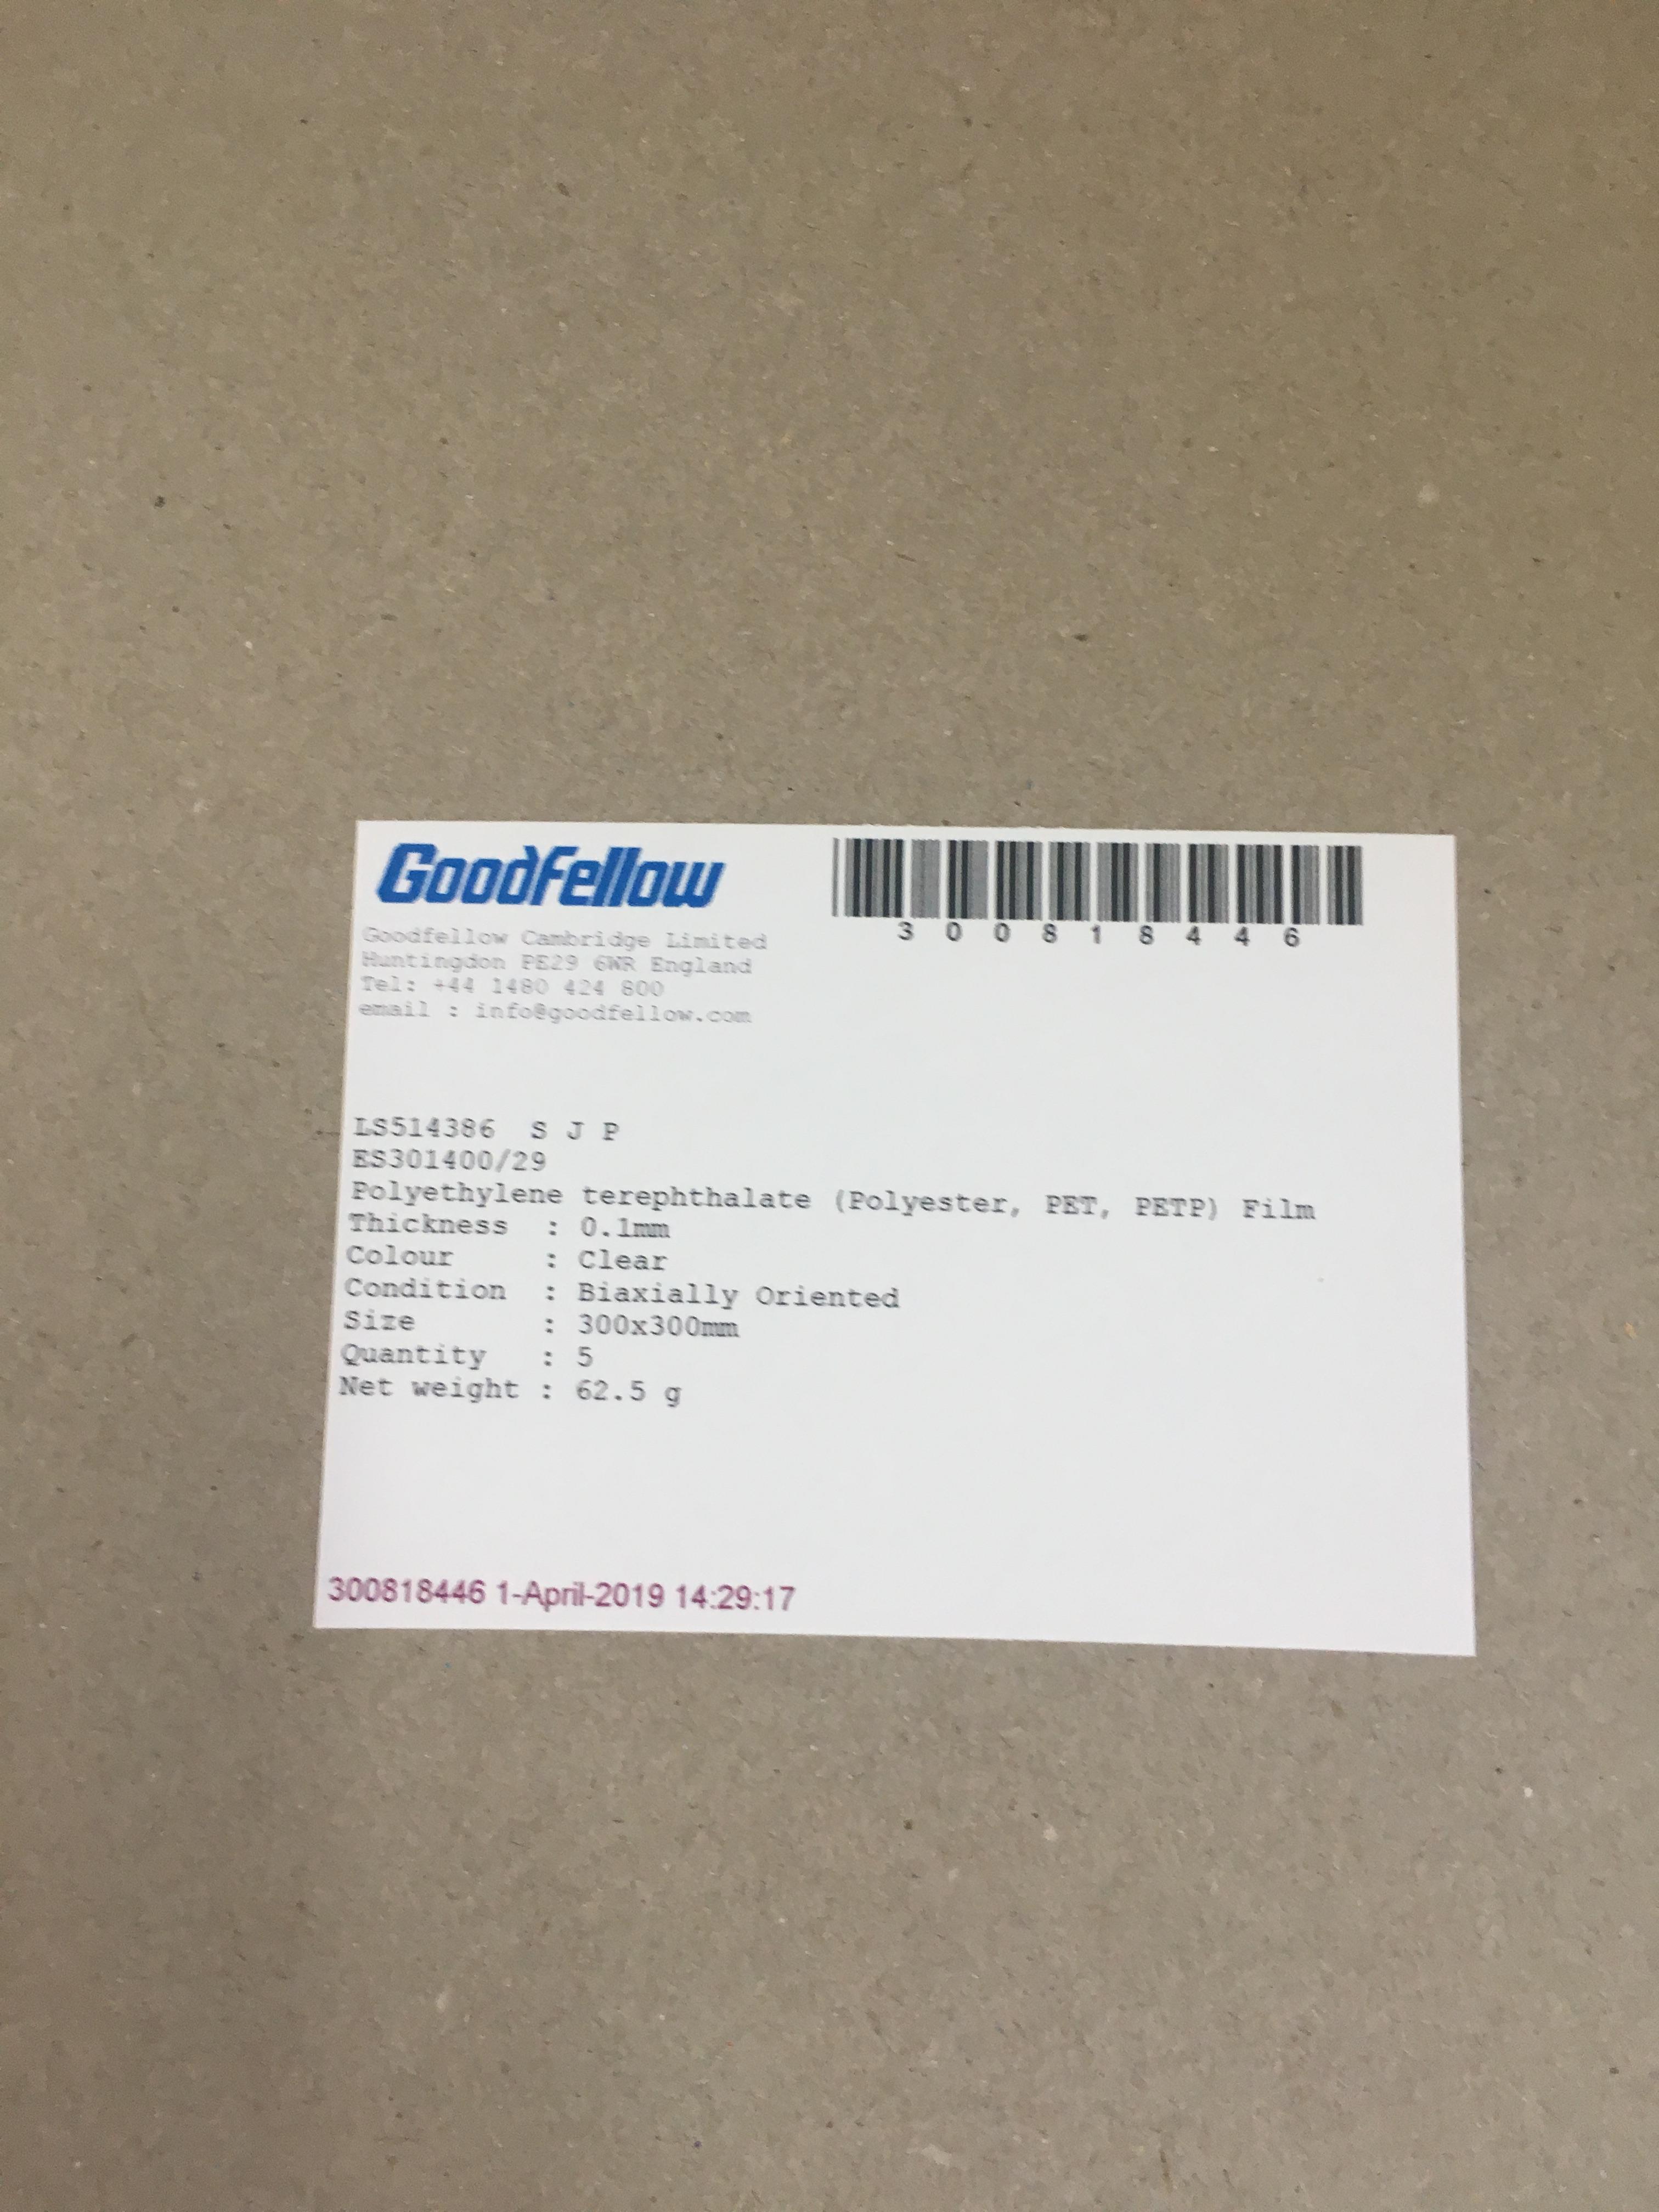 GoodFellow
3 0 0 8 1 8 4 4 6
Goodfellow Cambridge Limited
Huntingdon PE29 6WR England
Tel: +44 1480 424 800
email : info@goodfellow.com
LS514386 S J P
ES301400/29
Polyethylene terephthalate (Polyester, PET, PETP) Film
Thickness : 0.1mm
Colour : Clear
Condition : Biaxially Oriented
Size : 300x300mm
Quantity : 5
Net weight : 62.5 g
300818446 1-April-2019 14:29:17